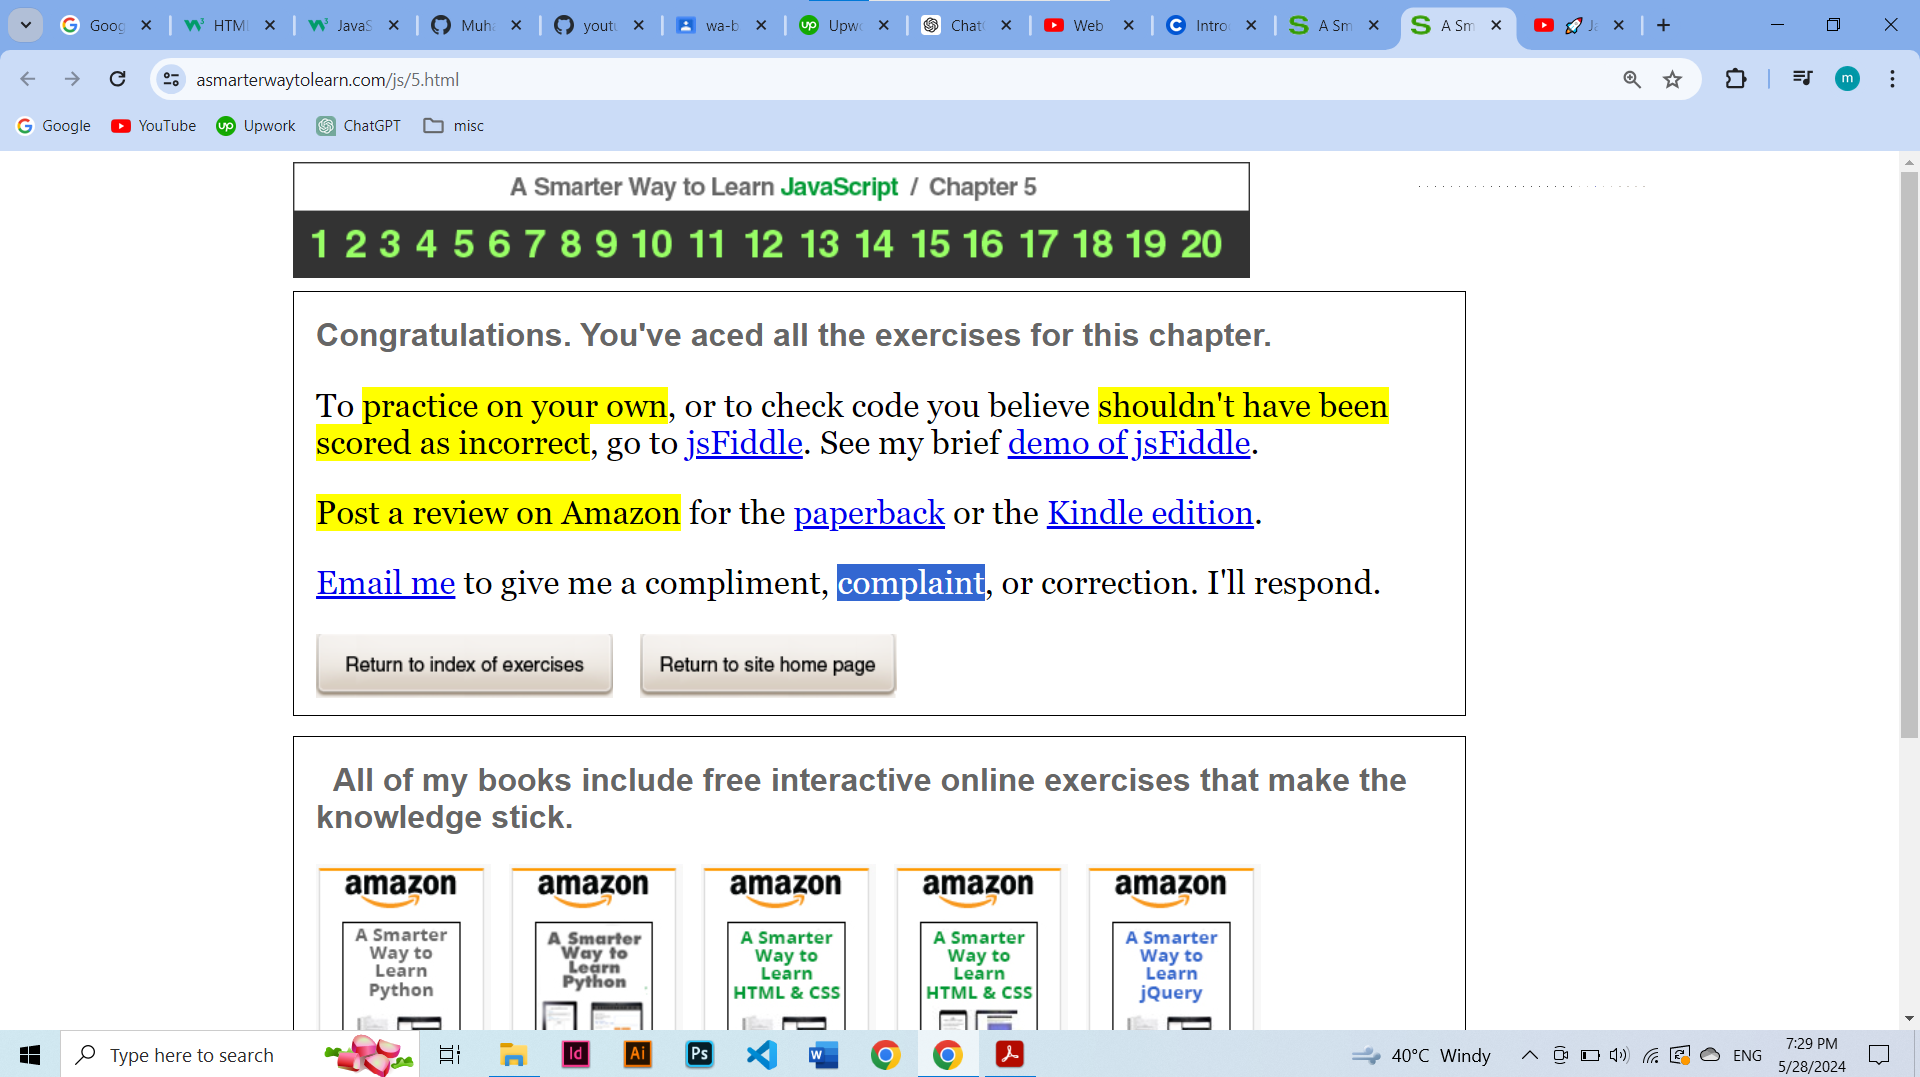 Goog
HTM
JavaS
Muha
youtu
wa-b
Upwo
Chat
Web
Intro
A Sm
A Sm
asmarterwaytolearn.com/js/5.html
m
Google
YouTube
up Upwork
ChatGPT
misc
A Smarter Way to Learn JavaScript / Chapter 5
1 2 3 4 5 6 7 8 9 10 11 12 13 14 15 16 17 18 19 20
Congratulations. You've aced all the exercises for this chapter.
To practice on your own, or to check code you believe shouldn't have been
scored as incorrect, go to jsFiddle. See my brief demo of jsFiddle.
Post a review on Amazon for the paperback or the Kindle edition.
Email me to give me a compliment, complaint, or correction. I'll respond.
Return to index of exercises
Return to site home page
All of my books include free interactive online exercises that make the
knowledge stick.
amazon
A Smarter
Way to
Learn
Python
amazon
A Smarter
Way to
Learn
Python
amazon
A Smarter
Way to
Learn
HTML & CSS
amazon
A Smarter
Way to
Learn
HTML & CSS
amazon
A Smarter
Way to
Learn
jQuery
Type here to search
Id
Ai
Ps
40°C Windy
ENG
7:29 PM
5/28/2024